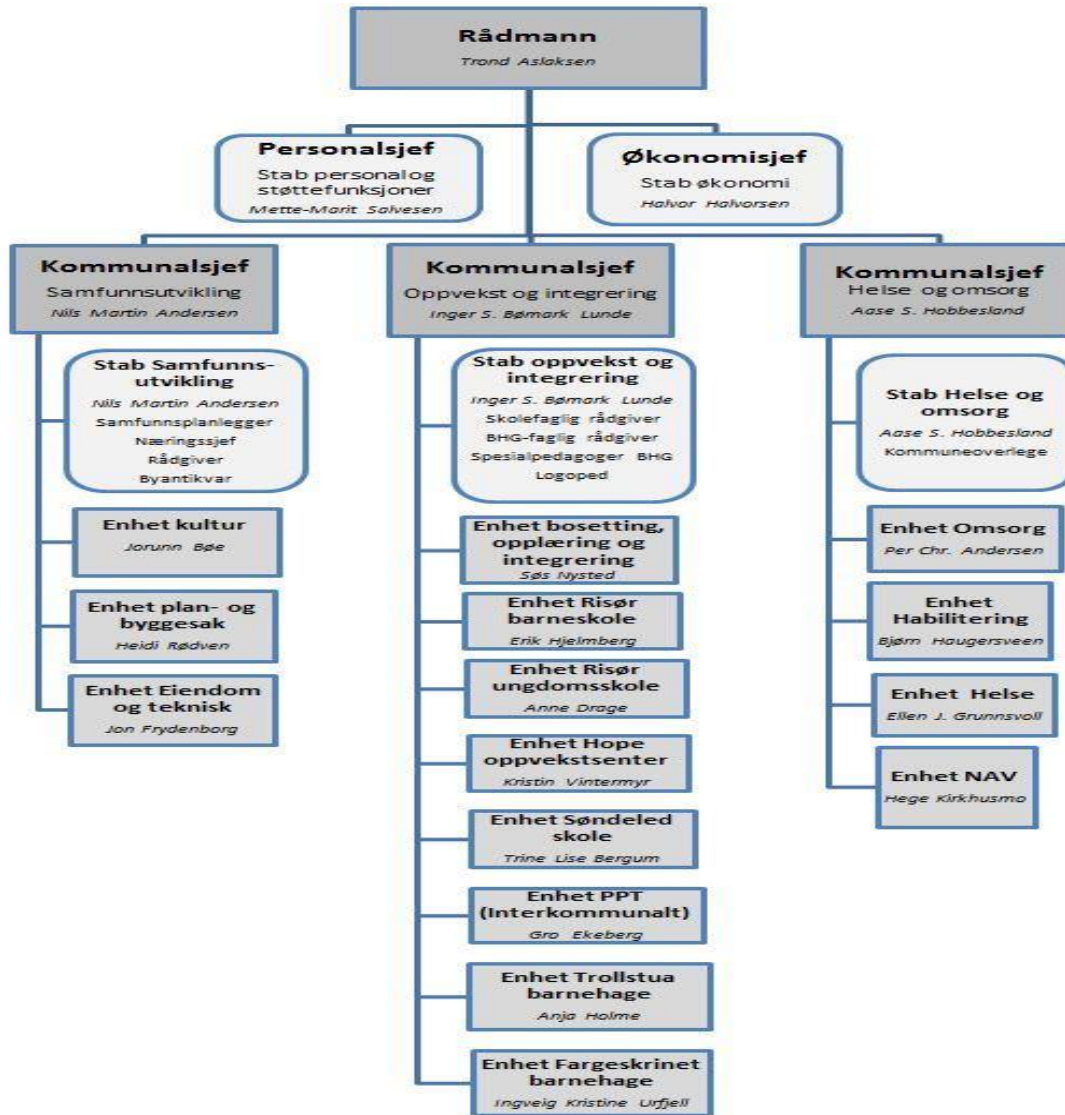 Rådmann
Trond Aslaksen
Personalsjef
Stab personal og
støttefunksjoner
Mette-Marit Salvesen
Økonomisjef
Stab økonomi
Halvor Halvorsen
Kommunalsjef
Samfunnsutvikling
Nils Martin Andersen
Stab Samfunns-
utvikling
Nils Martin Andersen
Samfunnsplanlegger
Næringssjef
Rådgiver
Byantikvar
Enhet kultur
Jorunn Bøe
Enhet plan- og
byggesak
Heidi Rødven
Enhet Eiendom
og teknisk
Jon Frydenborg
Kommunalsjef
Oppvekst og integrering
Inger S. Bømark Lunde
Stab oppvekst og
integrering
Inger S. Bømark Lunde
Skolefaglig rådgiver
BHG-faglig rådgiver
Spesialpedagoger BHG
Logoped
Enhet bosetting,
opplæring og
integrering
Søs Nysted
Enhet Risør
barneskole
Erik Hjelmberg
Enhet Risør
ungdomsskole
Anne Drage
Enhet Hope
oppvekstsenter
Kristin Vintermyr
Enhet Søndeled
skole
Trine Lise Bergum
Enhet PPT
(Interkommunalt)
Gro Ekeberg
Enhet Trollstua
barnehage
Anja Holme
Enhet Fargeskrinet
barnehage
Ingveig Kristine Urfjell
Kommunalsjef
Helse og omsorg
Aase S. Hobbesland
Stab Helse og
omsorg
Aase S. Hobbesland
Kommuneoverlege
Enhet Omsorg
Per Chr. Andersen
Enhet
Habilitering
Bjørn Haugersveen
Enhet Helse
Ellen J. Grunnsvoll
Enhet NAV
Hege Kirkhusmo